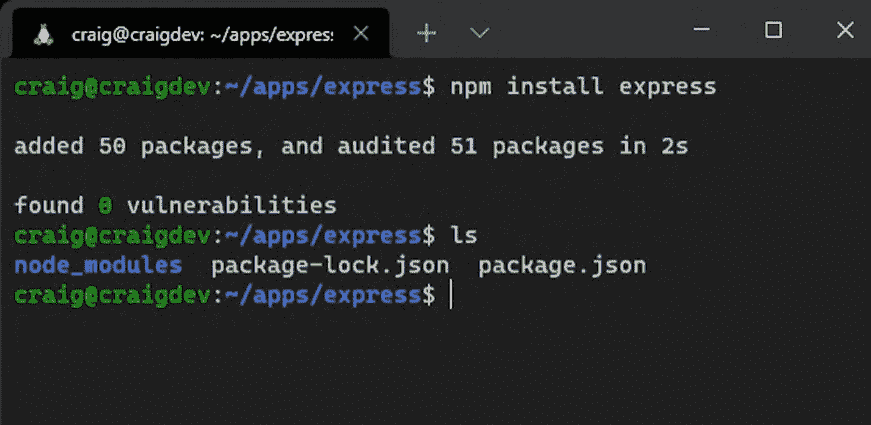 craig@craigdev: ~/apps/express
craig@craigdev:~/apps/express$ npm install express
added 50 packages, and audited 51 packages in 2s
found 0 vulnerabilities
craig@craigdev:~/apps/express$ ls
node_modules package-lock.json package.json
craig@craigdev:~/apps/express$